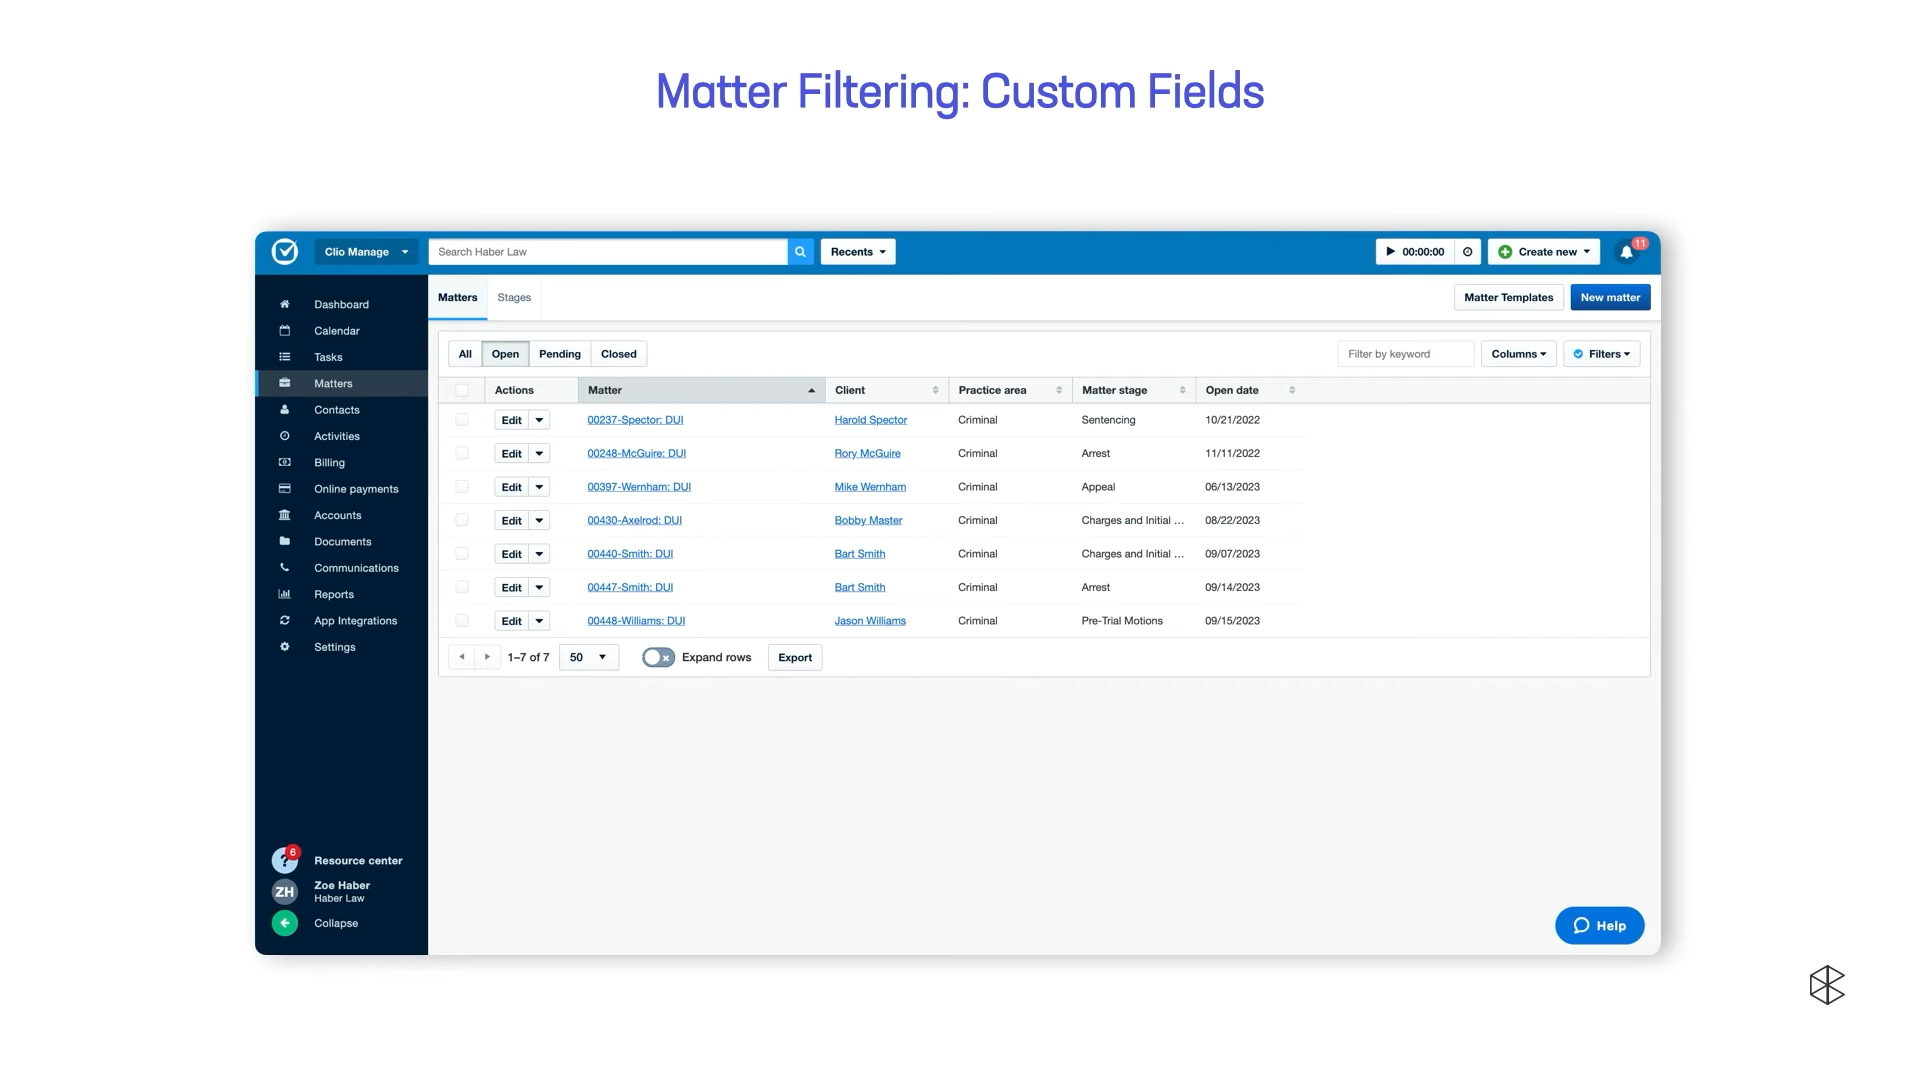 Matter Filtering: Custom Fields
Clio Manage
Search Haber Law
Recents
00:00:00
Create new
11
Dashboard
Calendar
Tasks
Matters
Contacts
Activities
Billing
Online payments
Accounts
Documents
Communications
Reports
App Integrations
Settings
6
Resource center
ZH
Zoe Haber
Haber Law
Collapse
Matters Stages
Matter Templates New matter
All Open Pending Closed
Filter by keyword Columns Filters
Actions Matter Client Practice area Matter stage Open date
Edit 00237-Spector: DUI Harold Spector Criminal Sentencing 10/21/2022
Edit 00248-McGuire: DUI Rory McGuire Criminal Arrest 11/11/2022
Edit 00397-Wernham: DUI Mike Wernham Criminal Appeal 06/13/2023
Edit 00430-Axelrod: DUI Bobby Master Criminal Charges and Initial ... 08/22/2023
Edit 00440-Smith: DUI Bart Smith Criminal Charges and Initial ... 09/07/2023
Edit 00447-Smith: DUI Bart Smith Criminal Arrest 09/14/2023
Edit 00448-Williams: DUI Jason Williams Criminal Pre-Trial Motions 09/15/2023
1–7 of 7 50 Expand rows Export
Help